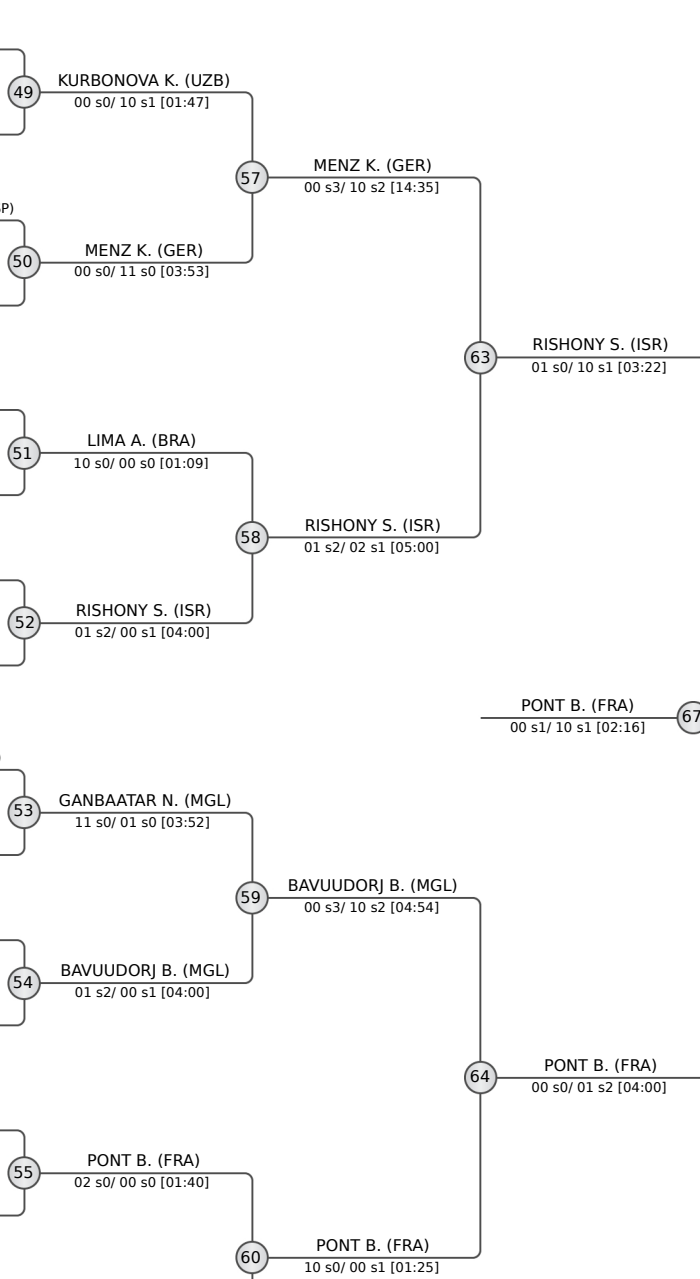 KURBONOVA K. (UZB)
49
00 s0/ 10 s1 [01:47]
MENZ K. (GER)
57
00 s3/ 10 s2 [14:35]
P)
MENZ K. (GER)
50
00 s0/ 11 s0 [03:53]
RISHONY S. (ISR)
63
01 s0/ 10 s1 [03:22]
LIMA A. (BRA)
51
10 s0/ 00 s0 [01:09]
RISHONY S. (ISR)
58
01 s2/ 02 s1 [05:00]
RISHONY S. (ISR)
52
01 s2/ 00 s1 [04:00]
PONT B. (FRA)
67
00 s1/ 10 s1 [02:16]
)
GANBAATAR N. (MGL)
53
11 s0/ 01 s0 [03:52]
BAVUUDORJ B. (MGL)
59
00 s3/ 10 s2 [04:54]
BAVUUDORJ B. (MGL)
54
01 s2/ 00 s1 [04:00]
PONT B. (FRA)
64
00 s0/ 01 s2 [04:00]
PONT B. (FRA)
55
02 s0/ 00 s0 [01:40]
PONT B. (FRA)
60
10 s0/ 00 s1 [01:25]